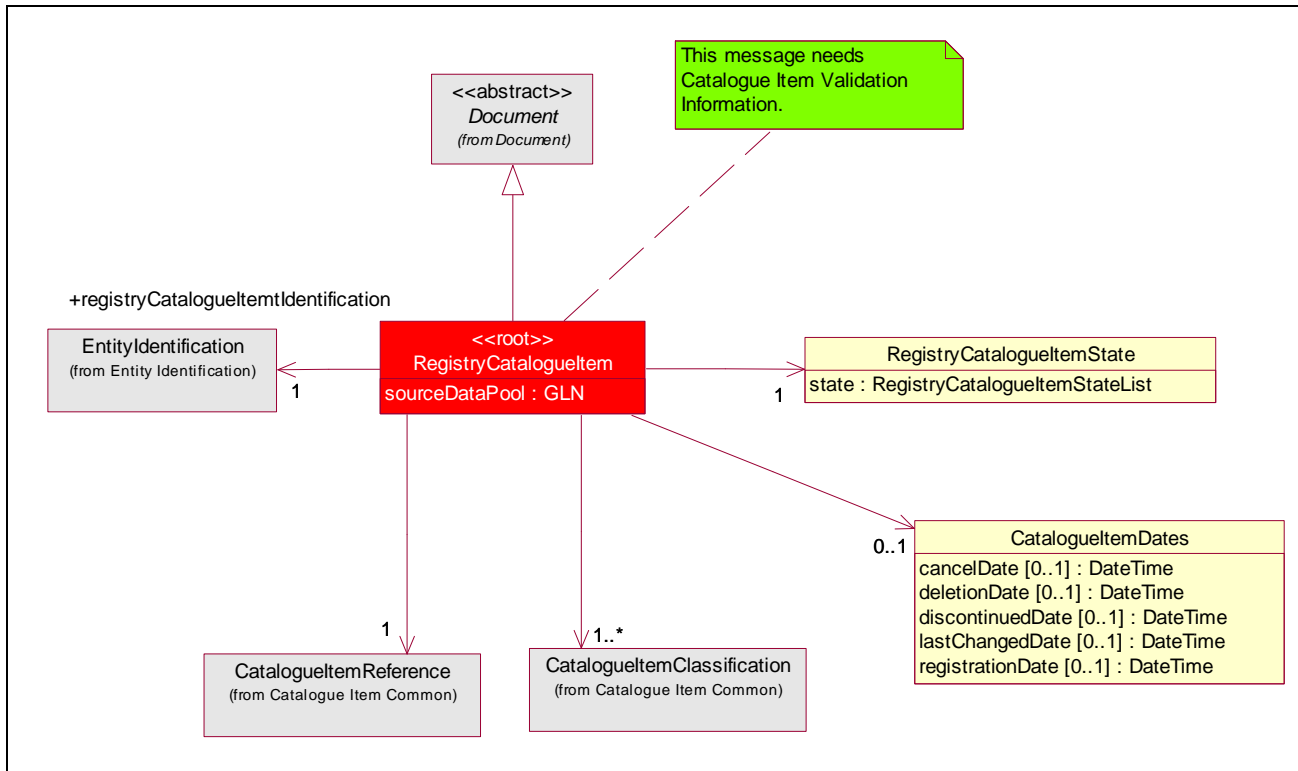 This message needs
Catalogue Item Validation
Information.
<<abstract>>
Document
(from Document)
+registryCatalogueItemtIdentification
EntityIdentification
(from Entity Identification)
1
<<root>>
RegistryCatalogueItem
sourceDataPool : GLN
RegistryCatalogueItemState
state : RegistryCatalogueItemStateList
1
0..1
CatalogueItemDates
cancelDate [0..1] : DateTime
deletionDate [0..1] : DateTime
discontinuedDate [0..1] : DateTime
lastChangedDate [0..1] : DateTime
registrationDate [0..1] : DateTime
1
CatalogueItemReference
(from Catalogue Item Common)
1..*
CatalogueItemClassification
(from Catalogue Item Common)